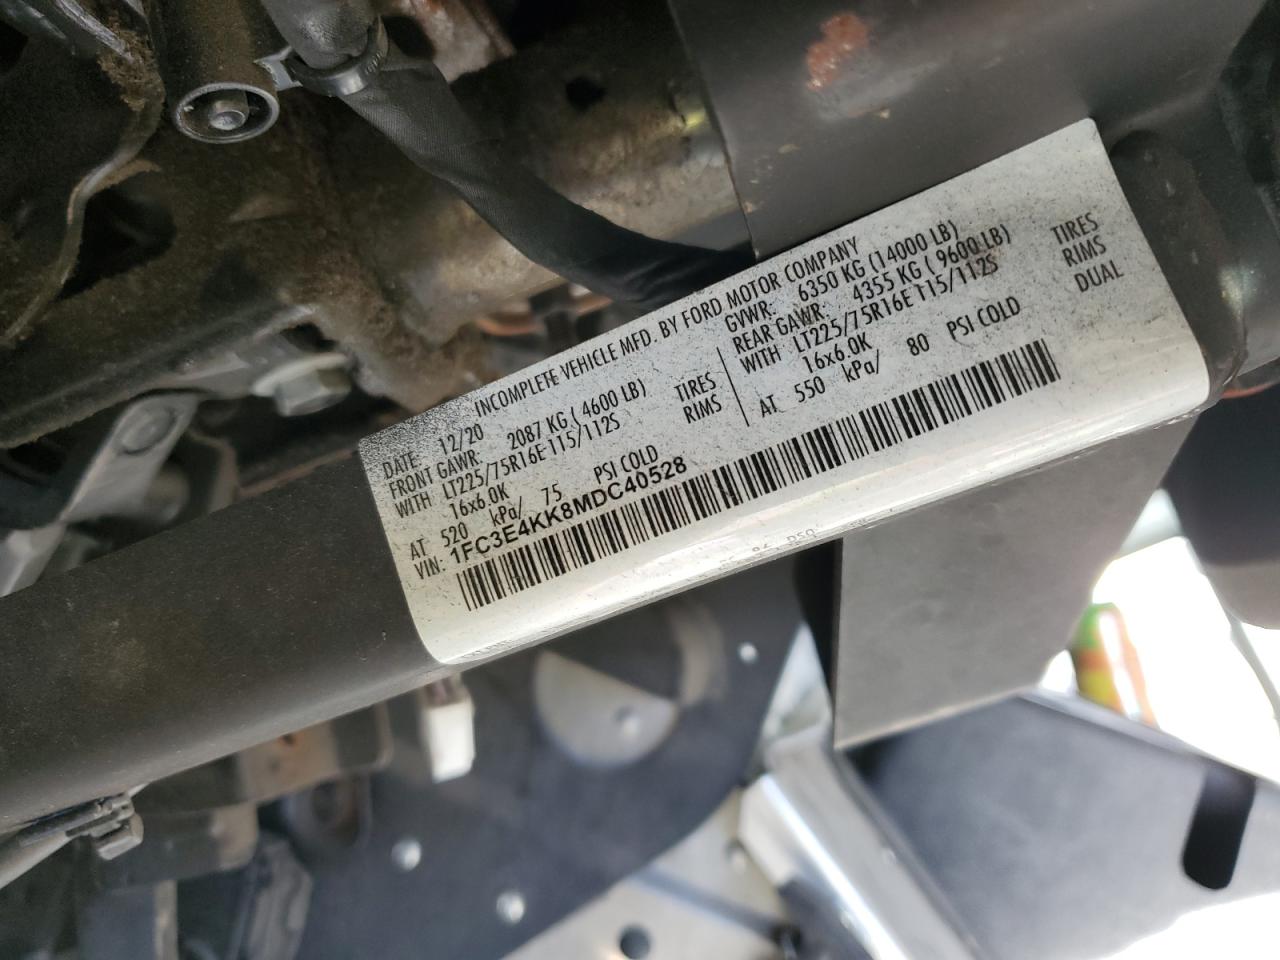 INCOMPLETE VEHICLE MFD. BY FORD MOTOR COMPANY
DATE 12/20
FRONT GAWR 2087 KG ( 4600 LB)
WITH LT225/75R16E 115/112S TIRES
16x6.0K RIMS
AT 520 kPa/ 75 PSI COLD
GVWR: 6350 KG (14000 LB)
REAR GAWR: 4355 KG ( 9600 LB)
WITH LT225/75R16E 115/112S TIRES
16x6.0K RIMS
AT 550 kPa/ 80 PSI COLD DUAL
VIN: 1FC3E4KK8MDC40528